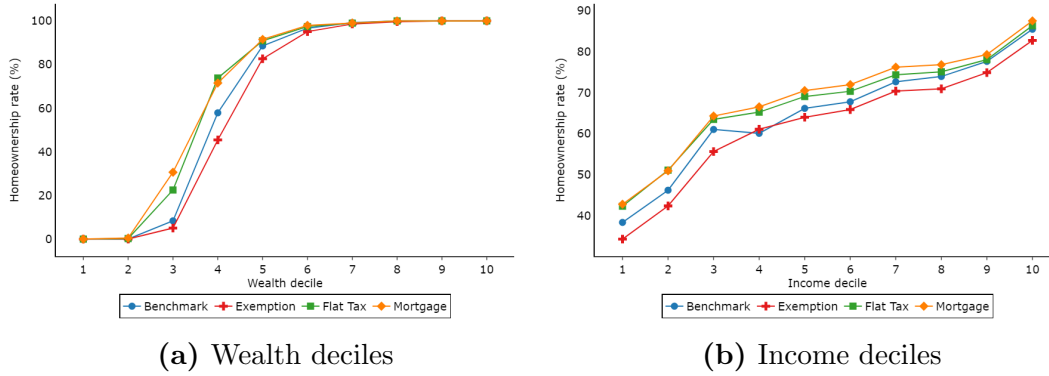 100
80
60
40
20
0
Homeownership rate (%)
1 2 3 4 5 6 7 8 9 10
Wealth decile
Benchmark Exemption Flat Tax Mortgage
(a) Wealth deciles
90
80
70
60
50
40
Homeownership rate (%)
1 2 3 4 5 6 7 8 9 10
Income decile
Benchmark Exemption Flat Tax Mortgage
(b) Income deciles